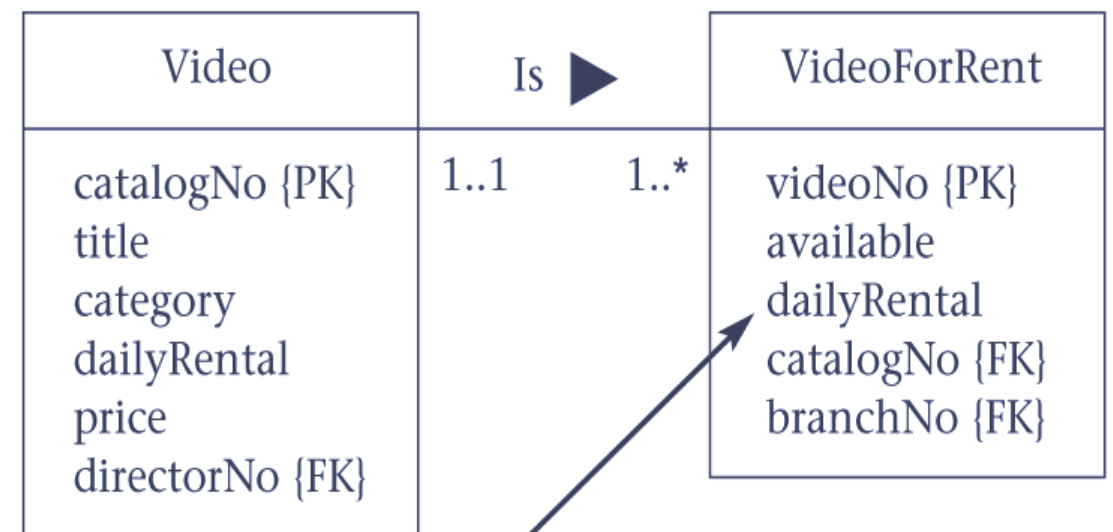 Video
Is
VideoForRent
catalogNo {PK}
title
category
dailyRental
price
directorNo {FK}
1..1
1..*
videoNo {PK}
available
dailyRental
catalogNo {FK}
branchNo {FK}